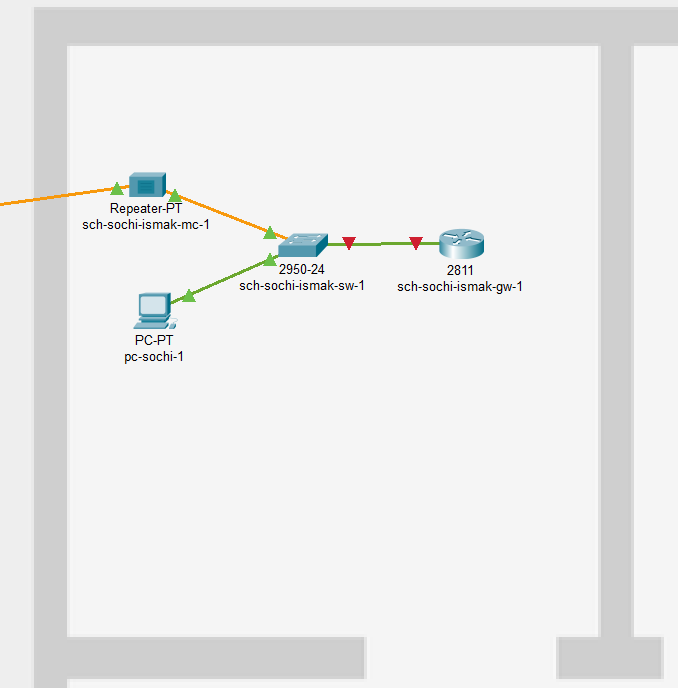 Repeater-PT
sch-sochi-ismak-mc-1
2950-24
sch-sochi-ismak-sw-1
2811
sch-sochi-ismak-gw-1
PC-PT
pc-sochi-1